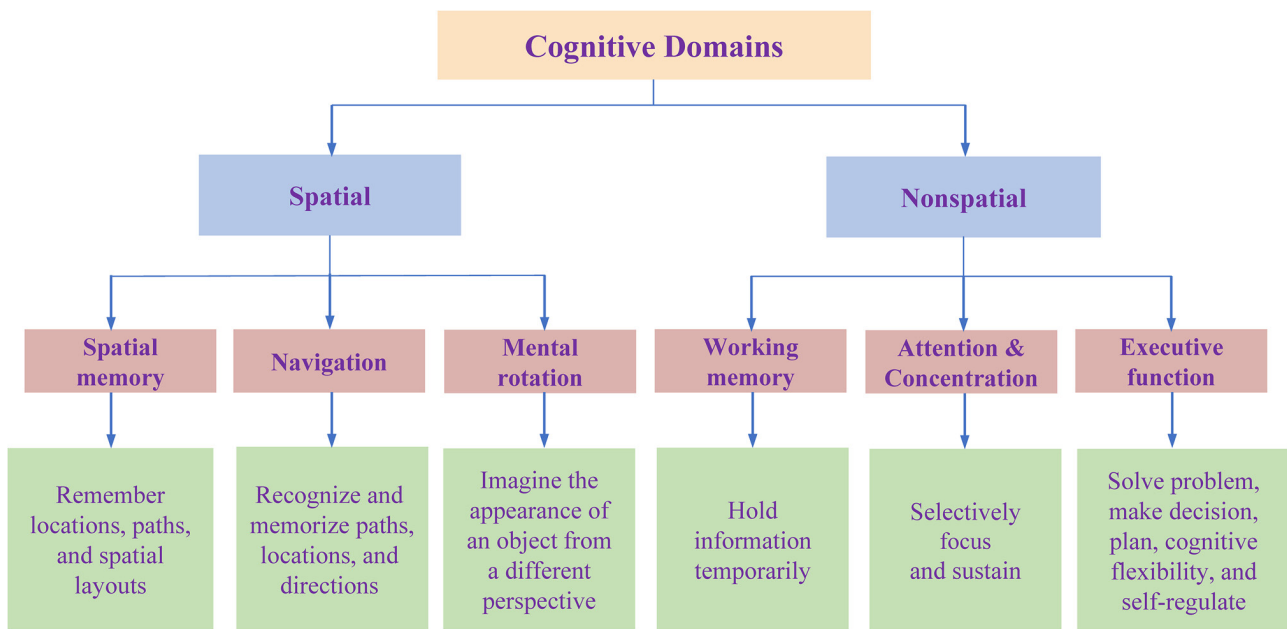 Cognitive Domains
Spatial
Nonspatial
Spatial
memory
Navigation
Mental
rotation
Working
memory
Attention &
Concentration
Executive
function
Remember
locations, paths,
and spatial
layouts
Recognize and
memorize paths,
locations, and
directions
Imagine the
appearance of
an object from
a different
perspective
Hold
information
temporarily
Selectively
focus
and sustain
Solve problem,
make decision,
plan, cognitive
flexibility, and
self-regulate